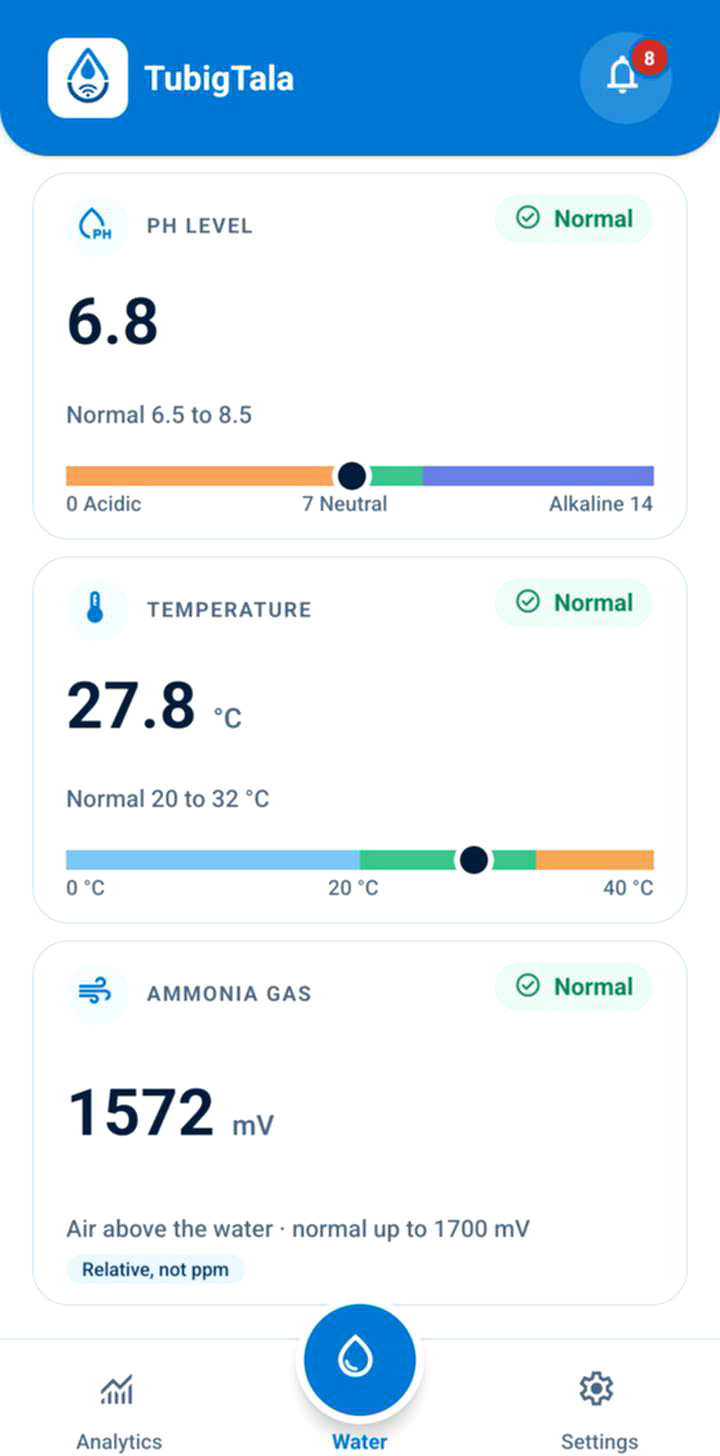 TubigTala
8
PH
PH LEVEL
Normal
6.8
Normal 6.5 to 8.5
0 Acidic 7 Neutral Alkaline 14
TEMPERATURE
Normal
27.8 °C
Normal 20 to 32 °C
0 °C 20 °C 40 °C
AMMONIA GAS
Normal
1572 mV
Air above the water · normal up to 1700 mV
Relative, not ppm
Analytics Water Settings